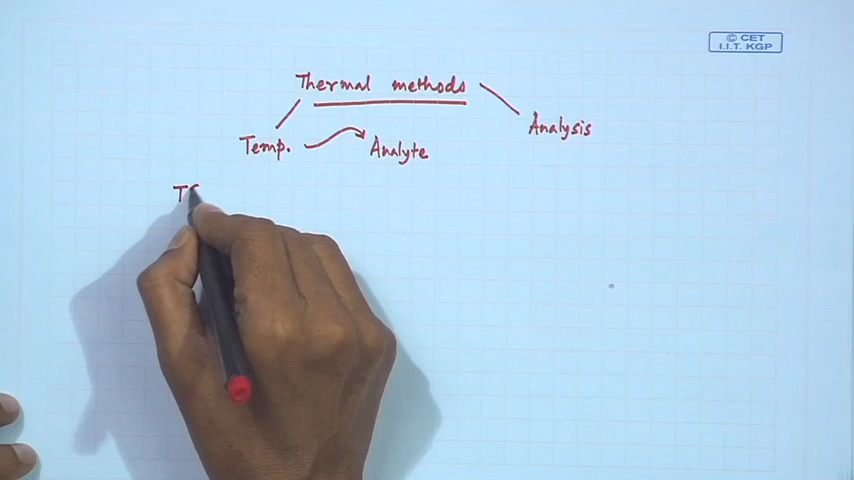 © CET
I.I.T. KGP
Thermal methods
Analysis
Temp. Analyte